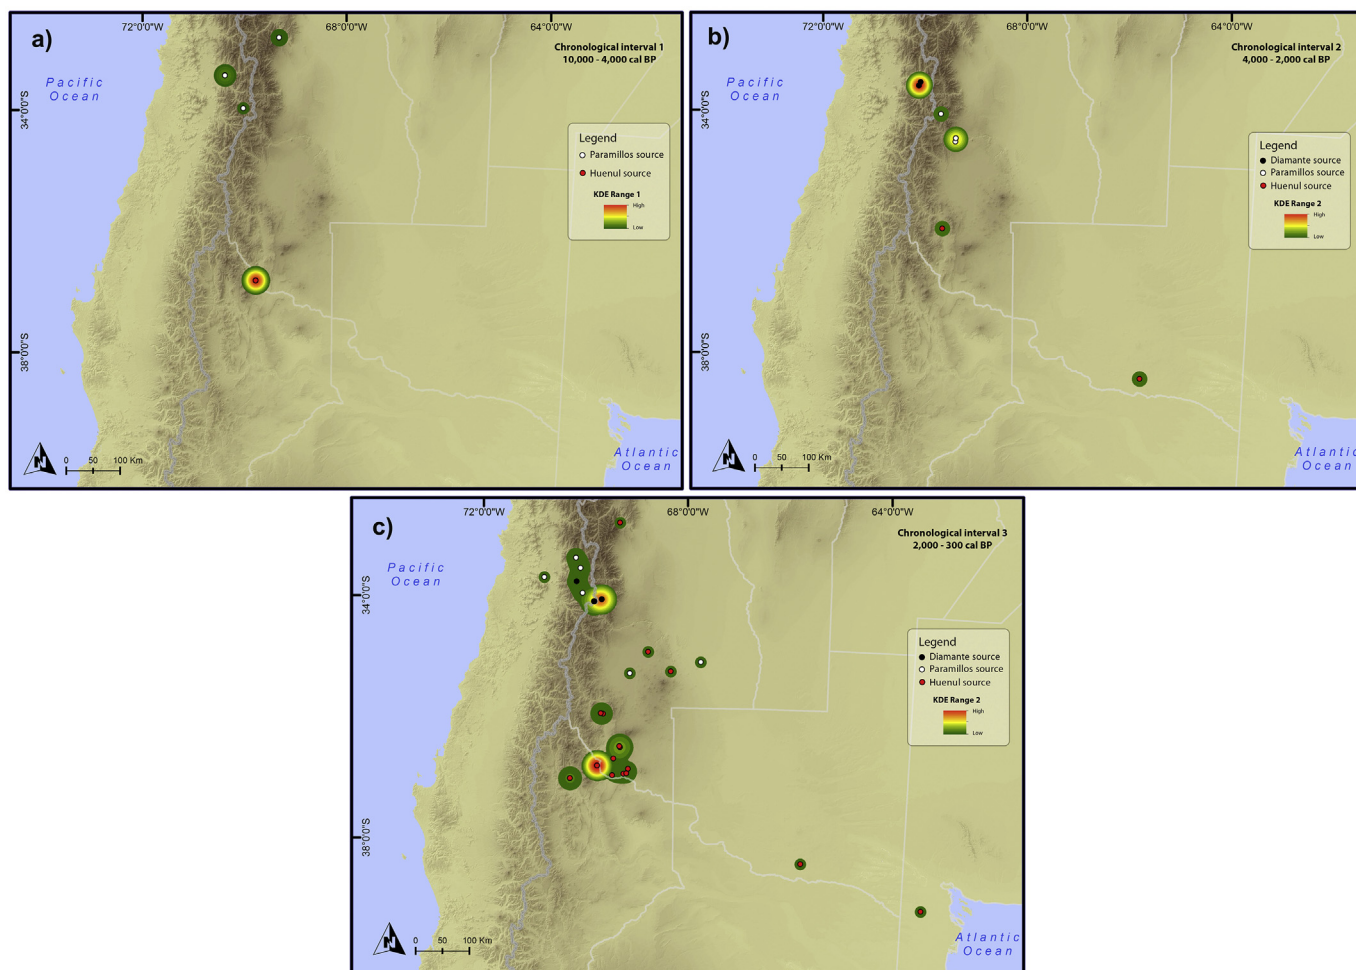 a)
72°0'0"W
68°0'0"W
64°0'0"W
Chronological interval 1
10,000 - 4,000 cal BP
Pacific
Ocean
34°0'0"S
Legend
Paramillos source
Huenul source
KDE Range 1
High
Low
38°0'0"S
N
0 50 100 Km
Atlantic
Ocean
b)
72°0'0"W
68°0'0"W
64°0'0"W
Chronological interval 2
4,000 - 2,000 cal BP
Pacific
Ocean
34°0'0"S
Legend
Diamante source
Paramillos source
Huenul source
KDE Range 2
High
Low
38°0'0"S
N
0 50 100 Km
Atlantic
Ocean
c)
72°0'0"W
68°0'0"W
64°0'0"W
Chronological interval 3
2,000 - 300 cal BP
Pacific
Ocean
34°0'0"S
Legend
Diamante source
Paramillos source
Huenul source
KDE Range 2
High
Low
38°0'0"S
N
0 50 100 Km
Atlantic
Ocean